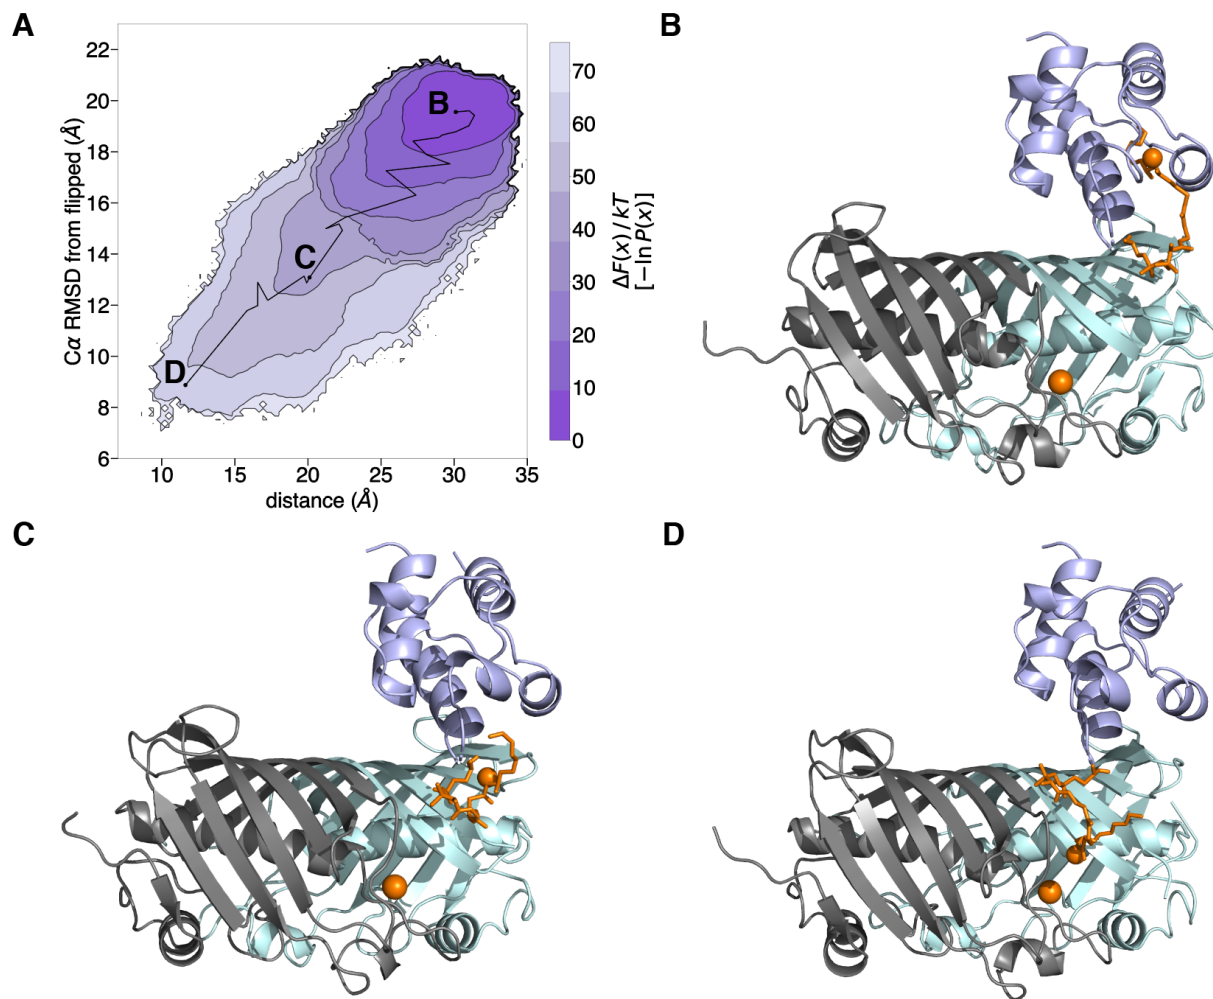 A
B
22
20
18
16
14
12
10
8
6
Cα RMSD from flipped (Å)
B
C
D
10
15
20
25
30
35
distance (Å)
70
60
50
40
30
20
10
0
ΔF(x)/kT
[−ln P(x)]
C
D